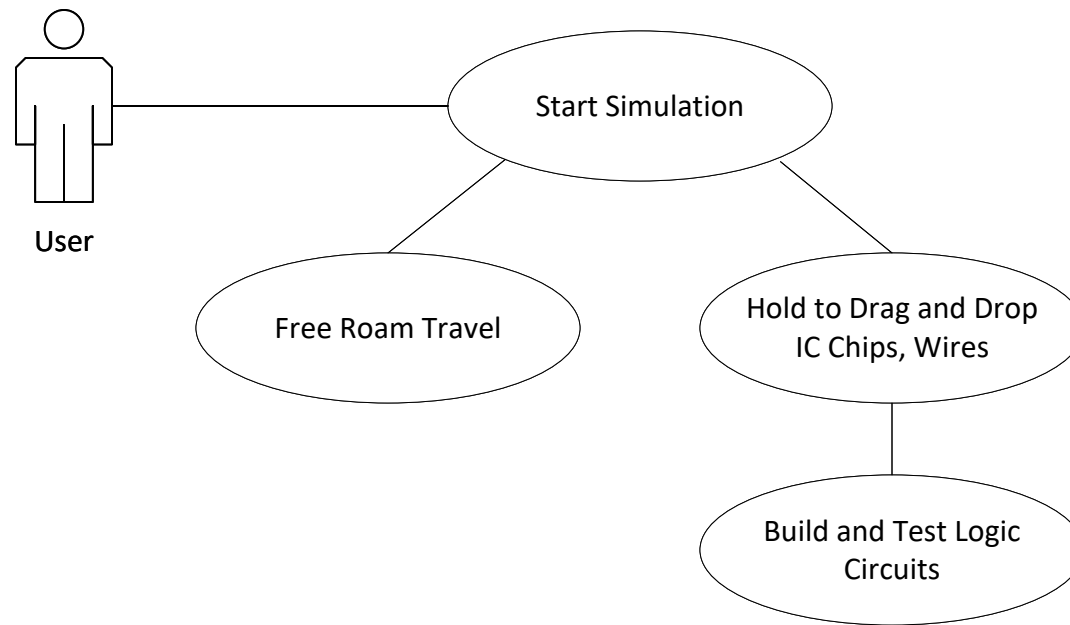 Start Simulation
User
Free Roam Travel
Hold to Drag and Drop
IC Chips, Wires
Build and Test Logic
Circuits